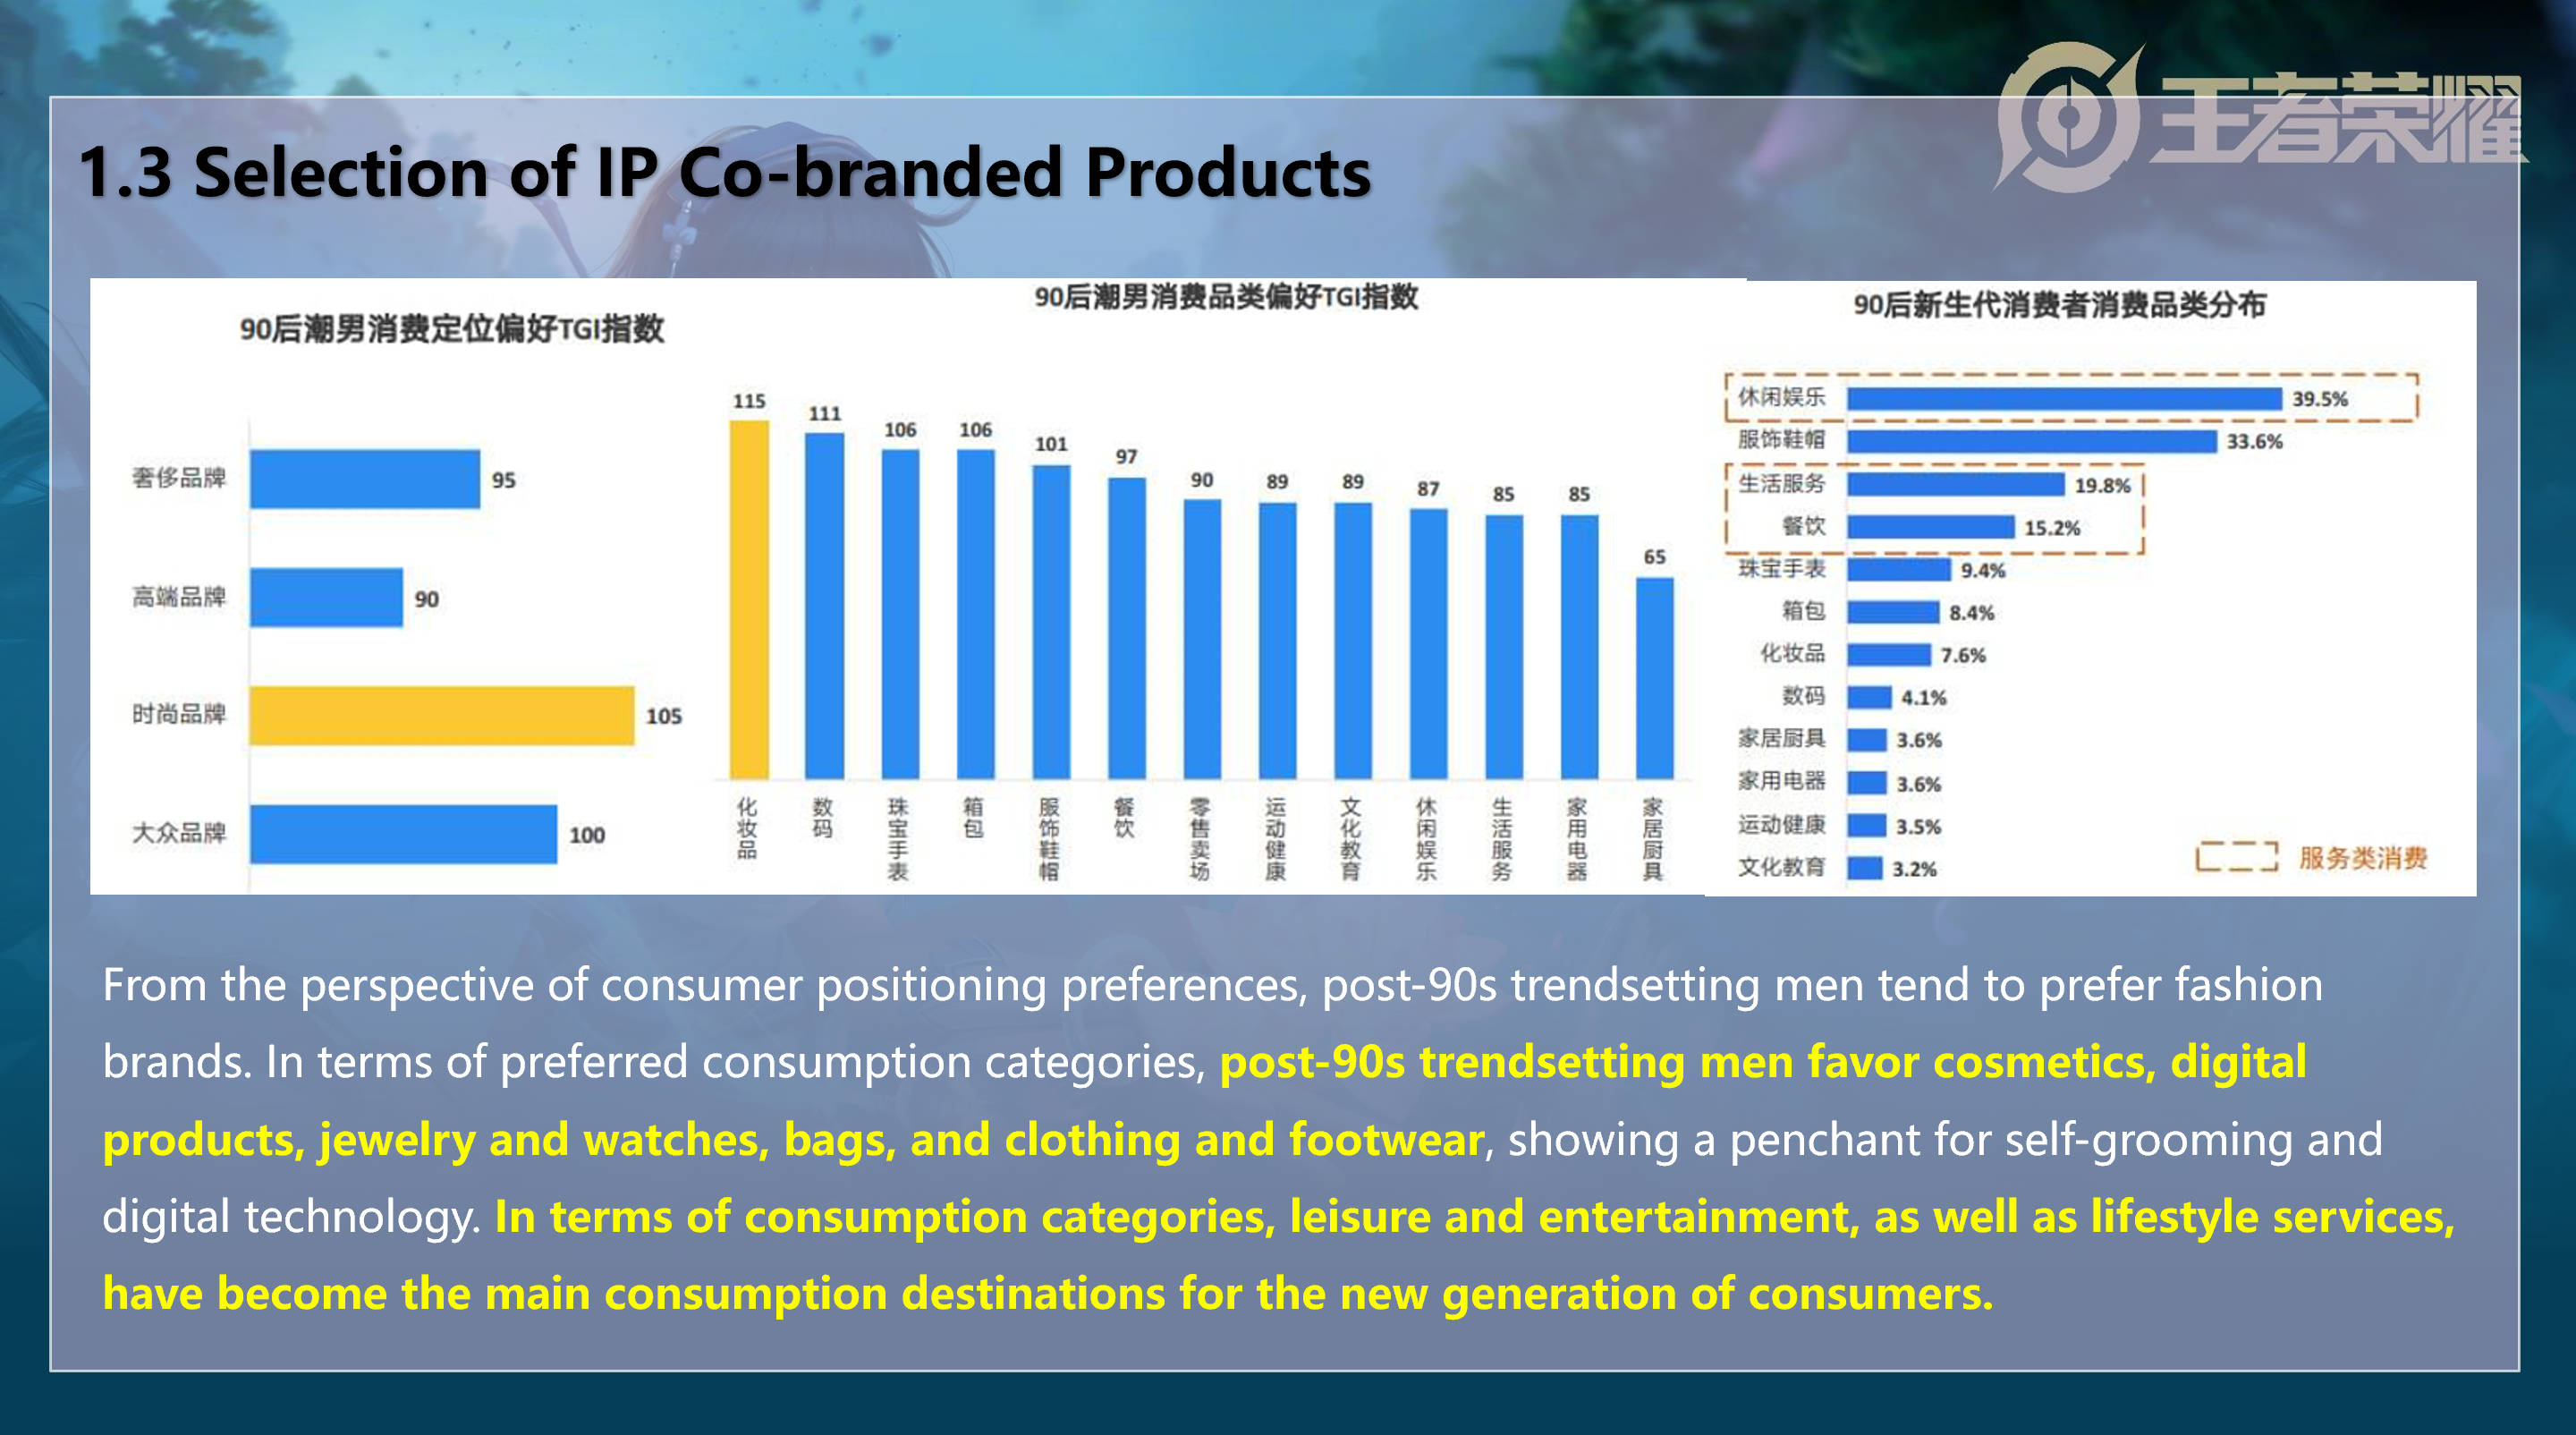 王者荣耀
1.3 Selection of IP Co-branded Products
90后潮男消费定位偏好TGI指数
奢侈品牌 95
高端品牌 90
时尚品牌 105
大众品牌 100
90后潮男消费品类偏好TGI指数
115 111 106 106 101 97 90 89 89 87 85 85 65
化妆品 数码 珠宝手表 箱包 服饰鞋帽 餐饮 零售卖场 运动健康 文化教育 休闲娱乐 生活服务 家用电器 家居厨具
90后新生代消费者消费品类分布
休闲娱乐 39.5%
服饰鞋帽 33.6%
生活服务 19.8%
餐饮 15.2%
珠宝手表 9.4%
箱包 8.4%
化妆品 7.6%
数码 4.1%
家居厨具 3.6%
家用电器 3.6%
运动健康 3.5%
文化教育 3.2%
服务类消费
From the perspective of consumer positioning preferences, post-90s trendsetting men tend to prefer fashion
brands. In terms of preferred consumption categories, post-90s trendsetting men favor cosmetics, digital
products, jewelry and watches, bags, and clothing and footwear, showing a penchant for self-grooming and
digital technology. In terms of consumption categories, leisure and entertainment, as well as lifestyle services,
have become the main consumption destinations for the new generation of consumers.